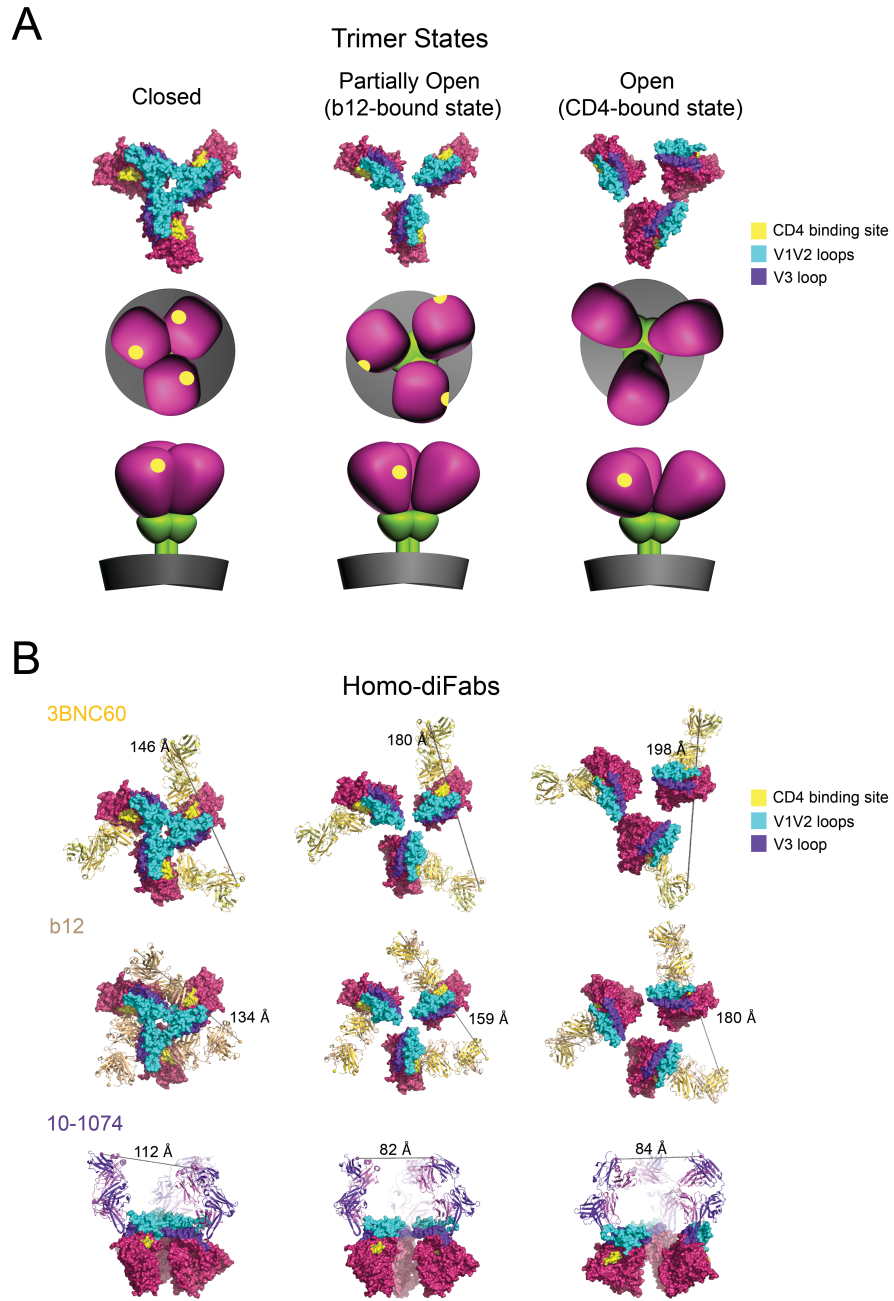 A
Trimer States
Closed
Partially Open
(b12-bound state)
Open
(CD4-bound state)
CD4 binding site
V1V2 loops
V3 loop
B
Homo-diFabs
3BNC60
146 Å
180 Å
198 Å
CD4 binding site
V1V2 loops
V3 loop
b12
134 Å
159 Å
180 Å
10-1074
112 Å
82 Å
84 Å